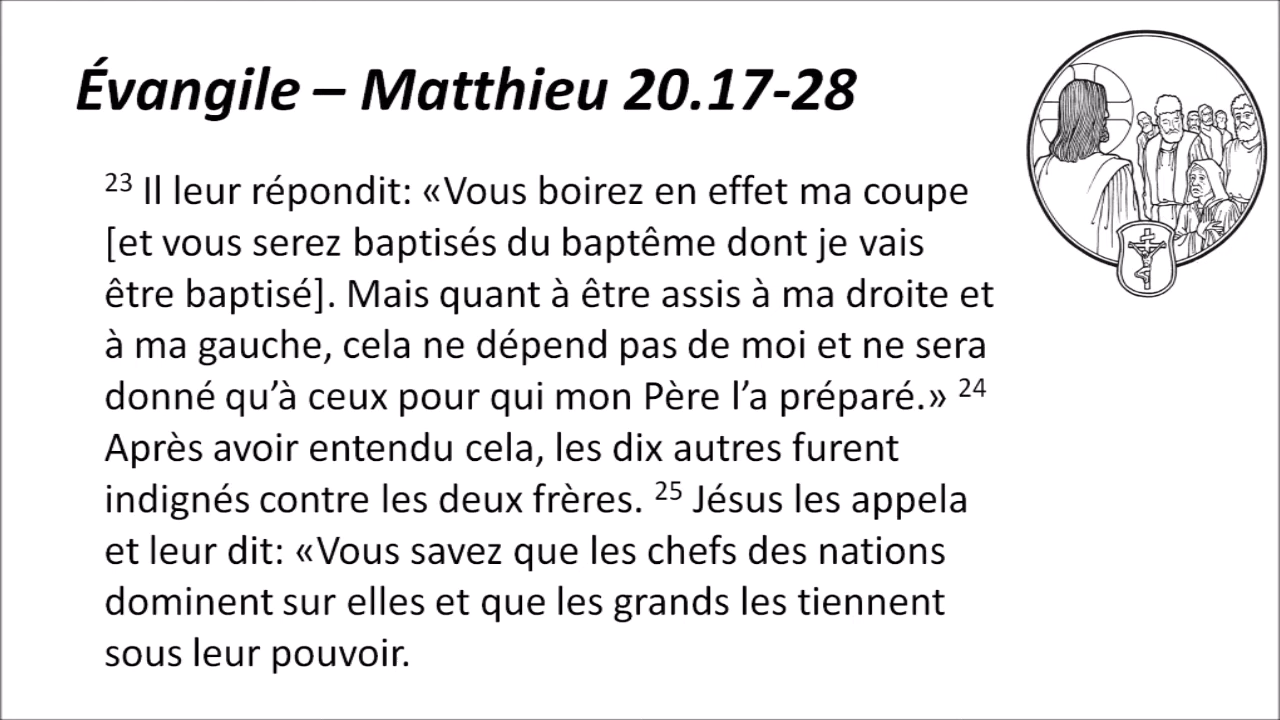 Évangile – Matthieu 20.17-28
23 Il leur répondit: «Vous boirez en effet ma coupe
[et vous serez baptisés du baptême dont je vais
être baptisé]. Mais quant à être assis à ma droite et
à ma gauche, cela ne dépend pas de moi et ne sera
donné qu’à ceux pour qui mon Père l’a préparé.» 24
Après avoir entendu cela, les dix autres furent
indignés contre les deux frères. 25 Jésus les appela
et leur dit: «Vous savez que les chefs des nations
dominent sur elles et que les grands les tiennent
sous leur pouvoir.